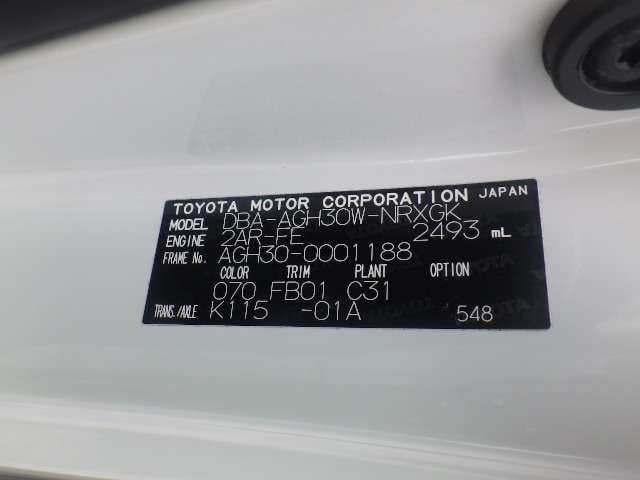 TOYOTA MOTOR CORPORATION JAPAN
MODEL DBA-AGH30W-NRXGK
ENGINE 2AR-FE 2493 mL
FRAME No. AGH30-0001188
COLOR TRIM PLANT OPTION
070 FB01 C31
TRANS./AXLE K115 -01A 548